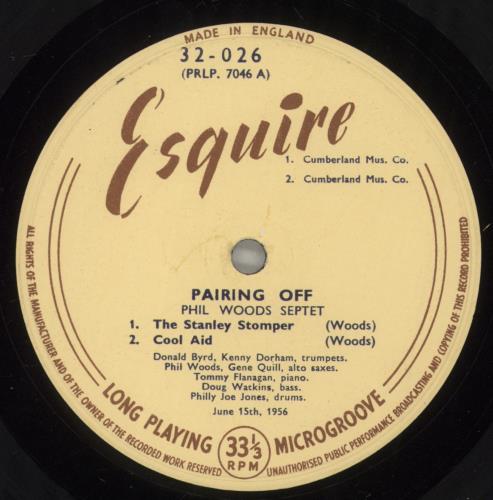 MADE IN ENGLAND
32-026
(PRLP. 7046 A)
Esquire
1. Cumberland Mus. Co.
2. Cumberland Mus. Co.
PAIRING OFF
PHIL WOODS SEPTET
1. The Stanley Stomper (Woods)
2. Cool Aid (Woods)
Donald Byrd, Kenny Dorham, trumpets.
Phil Woods, Gene Quill, alto saxes.
Tommy Flanagan, piano.
Doug Watkins, bass.
Philly Joe Jones, drums.
June 15th, 1956
LONG PLAYING 33⅓ RPM MICROGROOVE
ALL RIGHTS OF THE MANUFACTURER AND OF THE OWNER OF THE RECORDED WORK RESERVED
UNAUTHORISED PUBLIC PERFORMANCE BROADCASTING AND COPYING OF THIS RECORD PROHIBITED